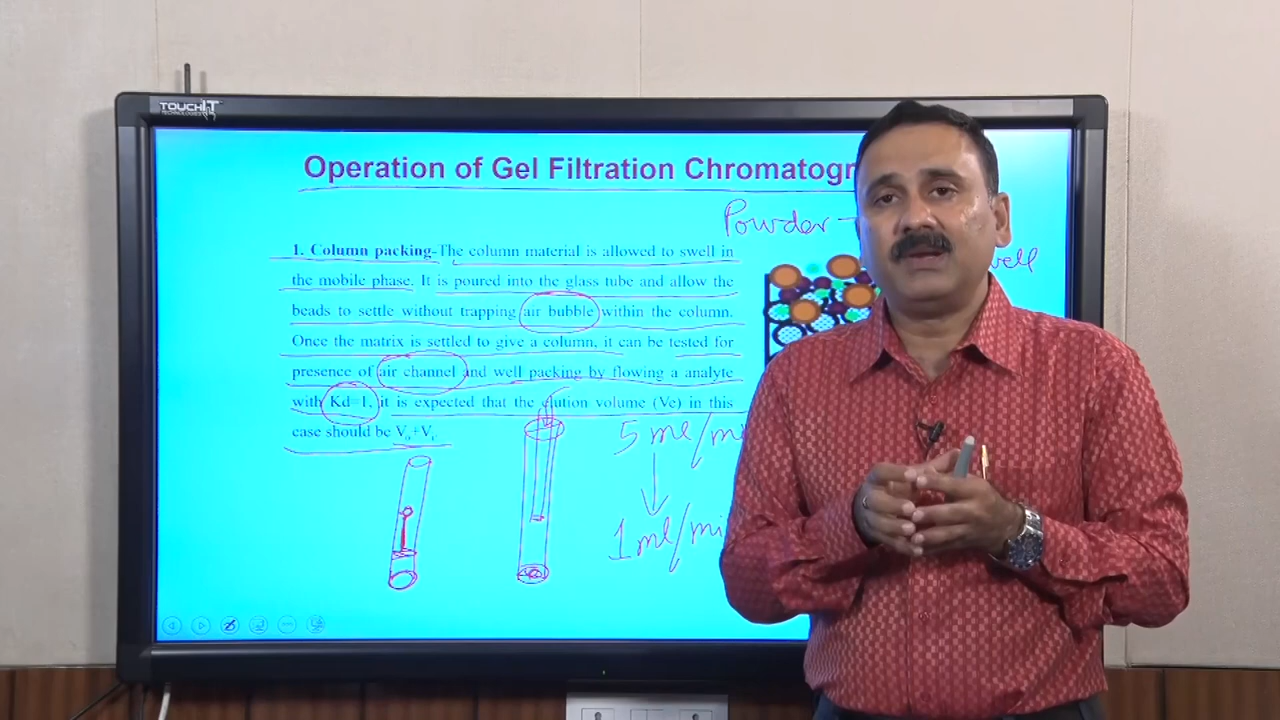 TOUCHIT
TECHNOLOGIES
Operation of Gel Filtration Chromatogr
Powder
well
1. Column packing-The column material is allowed to swell in
the mobile phase. It is poured into the glass tube and allow the
beads to settle without trapping air bubble within the column.
Once the matrix is settled to give a column, it can be tested for
presence of air channel and well packing by flowing a analyte
with Kd=1, it is expected that the elution volume (Ve) in this
case should be Vo+Vi.
5 ml/m
1 ml/mi